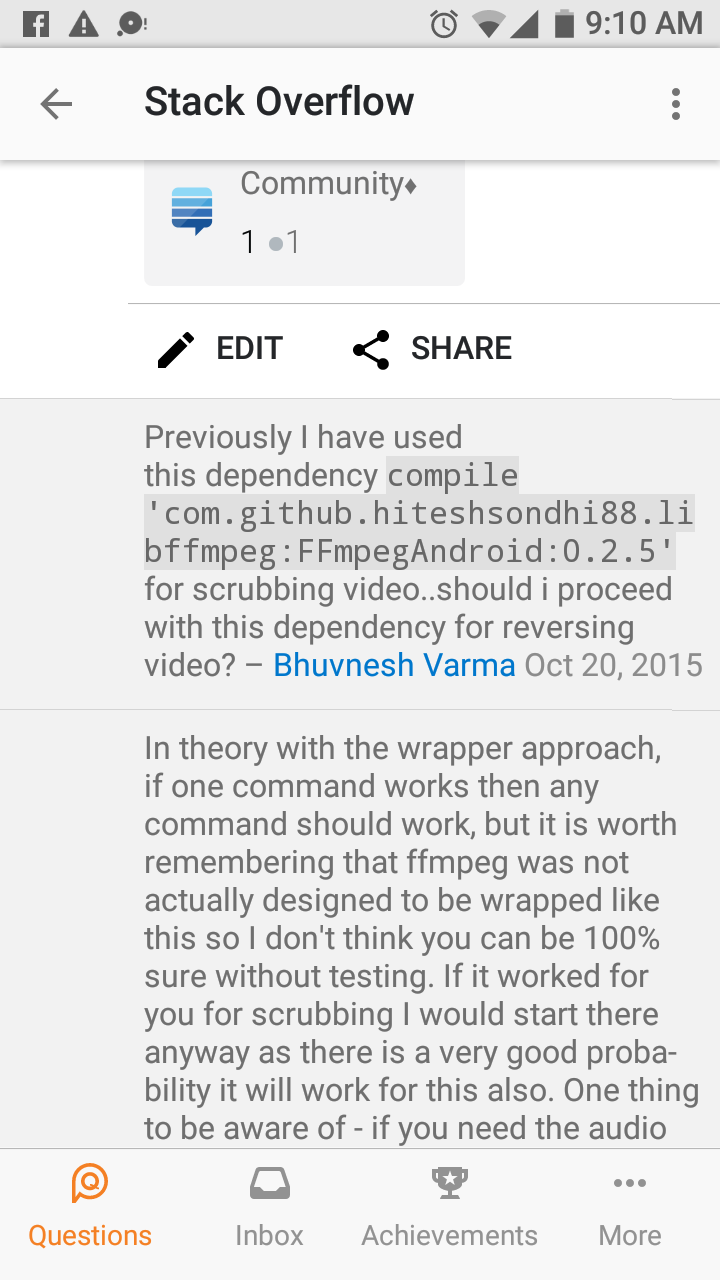 9:10 AM
Stack Overflow
Community♦
1 ●1
EDIT SHARE
Previously I have used
this dependency compile
'com.github.hiteshsondhi88.li
bffmpeg:FFmpegAndroid:0.2.5'
for scrubbing video..should i proceed
with this dependency for reversing
video? – Bhuvnesh Varma Oct 20, 2015
In theory with the wrapper approach,
if one command works then any
command should work, but it is worth
remembering that ffmpeg was not
actually designed to be wrapped like
this so I don't think you can be 100%
sure without testing. If it worked for
you for scrubbing I would start there
anyway as there is a very good proba-
bility it will work for this also. One thing
to be aware of - if you need the audio
Questions Inbox Achievements More